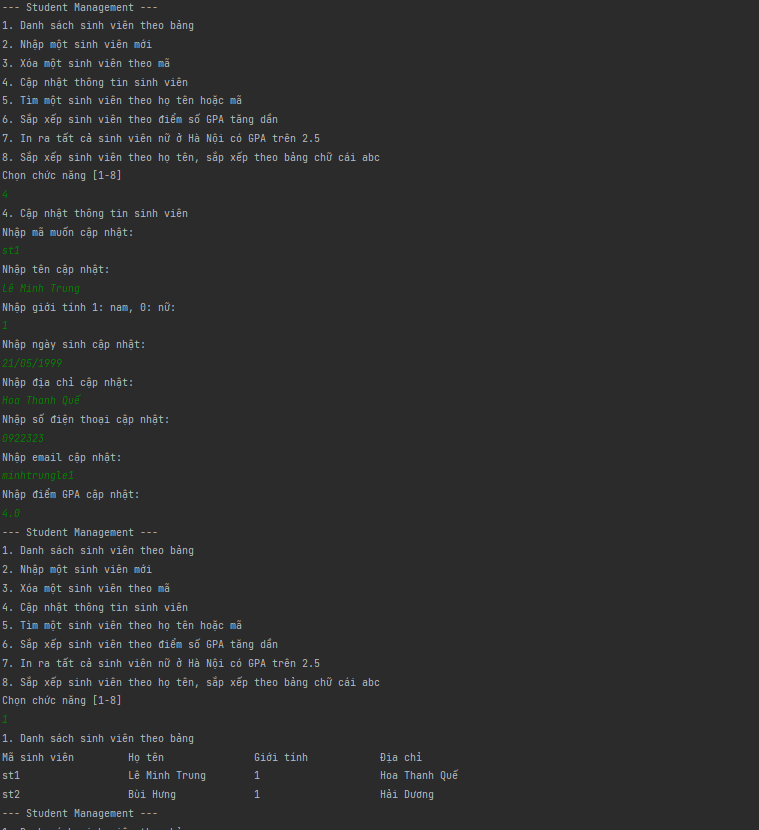 --- Student Management ---
1. Danh sách sinh viên theo bảng
2. Nhập một sinh viên mới
3. Xóa một sinh viên theo mã
4. Cập nhật thông tin sinh viên
5. Tìm một sinh viên theo họ tên hoặc mã
6. Sắp xếp sinh viên theo điểm số GPA tăng dần
7. In ra tất cả sinh viên nữ ở Hà Nội có GPA trên 2.5
8. Sắp xếp sinh viên theo họ tên, sắp xếp theo bảng chữ cái abc
Chọn chức năng [1-8]
4
4. Cập nhật thông tin sinh viên
Nhập mã muốn cập nhật:
st1
Nhập tên cập nhật:
Lê Minh Trung
Nhập giới tính 1: nam, 0: nữ:
1
Nhập ngày sinh cập nhật:
21/05/1999
Nhập địa chỉ cập nhật:
Hoa Thanh Quế
Nhập số điện thoại cập nhật:
0922323
Nhập email cập nhật:
minhtrungle1
Nhập điểm GPA cập nhật:
4.0
--- Student Management ---
1. Danh sách sinh viên theo bảng
2. Nhập một sinh viên mới
3. Xóa một sinh viên theo mã
4. Cập nhật thông tin sinh viên
5. Tìm một sinh viên theo họ tên hoặc mã
6. Sắp xếp sinh viên theo điểm số GPA tăng dần
7. In ra tất cả sinh viên nữ ở Hà Nội có GPA trên 2.5
8. Sắp xếp sinh viên theo họ tên, sắp xếp theo bảng chữ cái abc
Chọn chức năng [1-8]
1
1. Danh sách sinh viên theo bảng
Mã sinh viên Họ tên Giới tính Địa chỉ
st1 Lê Minh Trung 1 Hoa Thanh Quế
st2 Bùi Hưng 1 Hải Dương
--- Student Management ---